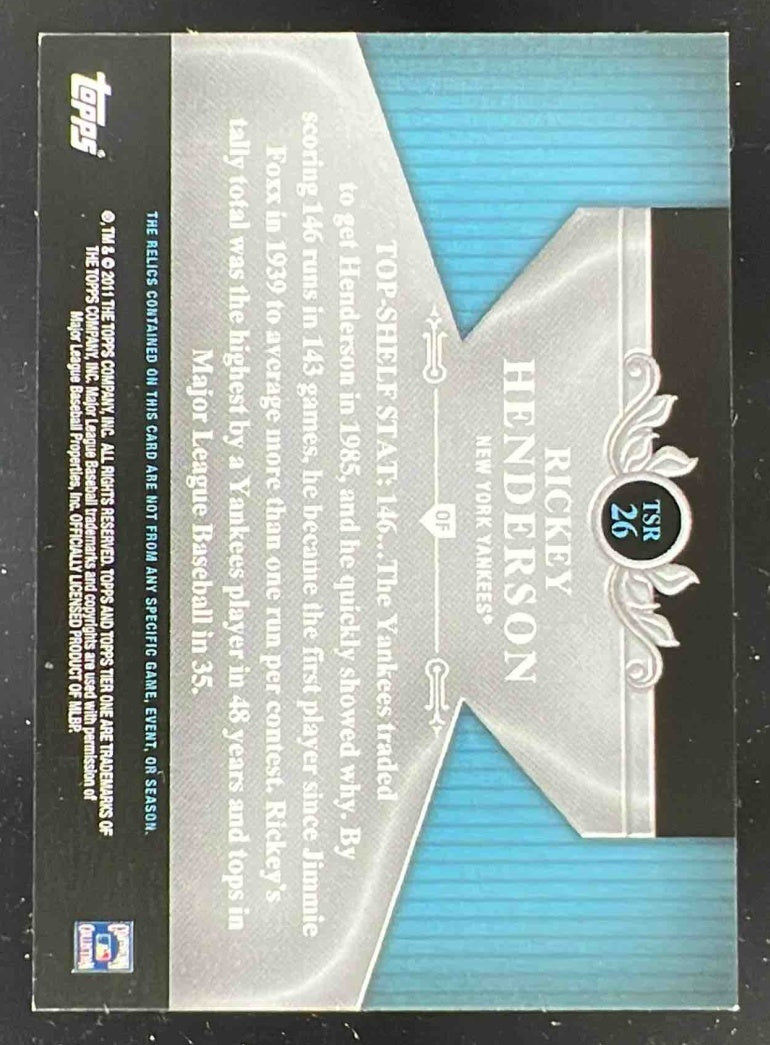 TSR
26
RICKEY
HENDERSON
NEW YORK YANKEES®
OF
TOP-SHELF STAT: 146...The Yankees traded
to get Henderson in 1985, and he quickly showed why. By
scoring 146 runs in 143 games, he became the first player since Jimmie
Foxx in 1939 to average more than one run per contest. Rickey's
tally total was the highest by a Yankees player in 48 years and tops in
Major League Baseball in 35.
THE RELICS CONTAINED ON THIS CARD ARE NOT FROM ANY SPECIFIC GAME, EVENT, OR SEASON.
topps®
®, TM & © 2011 THE TOPPS COMPANY, INC. ALL RIGHTS RESERVED. TOPPS AND TOPPS TIER ONE ARE TRADEMARKS OF
THE TOPPS COMPANY, INC. Major League Baseball trademarks and copyrights are used with permission of
Major League Baseball Properties, Inc. OFFICIALLY LICENSED PRODUCT OF MLBP.